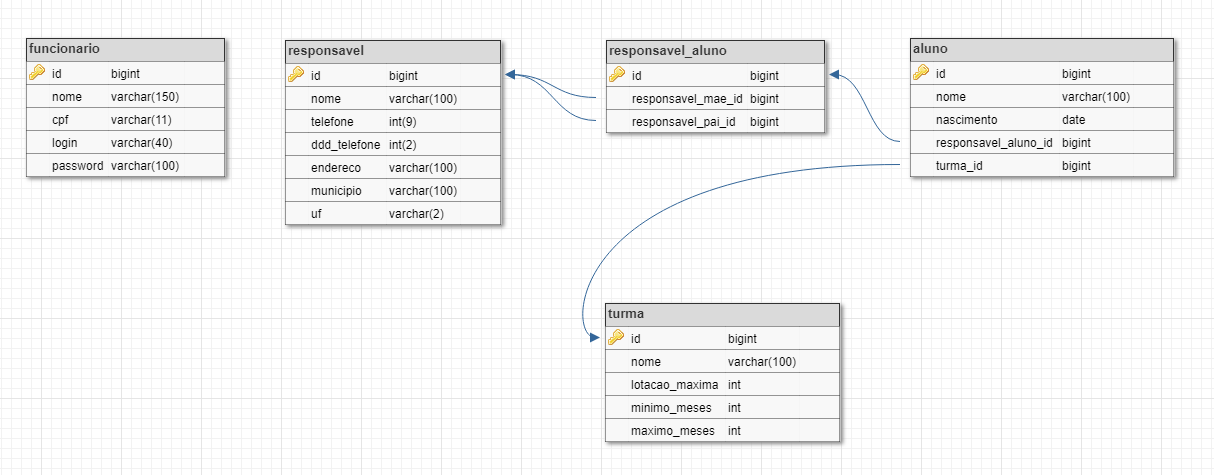 funcionario
id bigint
nome varchar(150)
cpf varchar(11)
login varchar(40)
password varchar(100)
responsavel
id bigint
nome varchar(100)
telefone int(9)
ddd_telefone int(2)
endereco varchar(100)
municipio varchar(100)
uf varchar(2)
responsavel_aluno
id bigint
responsavel_mae_id bigint
responsavel_pai_id bigint
aluno
id bigint
nome varchar(100)
nascimento date
responsavel_aluno_id bigint
turma_id bigint
turma
id bigint
nome varchar(100)
lotacao_maxima int
minimo_meses int
maximo_meses int